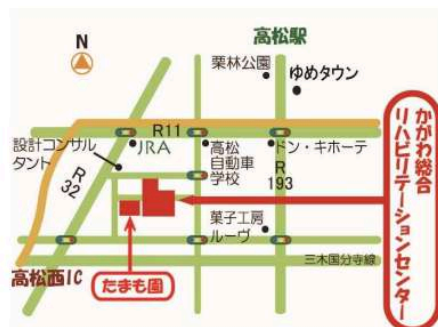 N
高松駅
栗林公園
ゆめタウン
R11
設計コンサル
タント
JRA
高松
自動車
学校
ドン・キホーテ
R
32
R
193
菓子工房
ルーヴ
三木国分寺線
高松西IC
たまも園
かがわ総合
リハビリテーションセンター